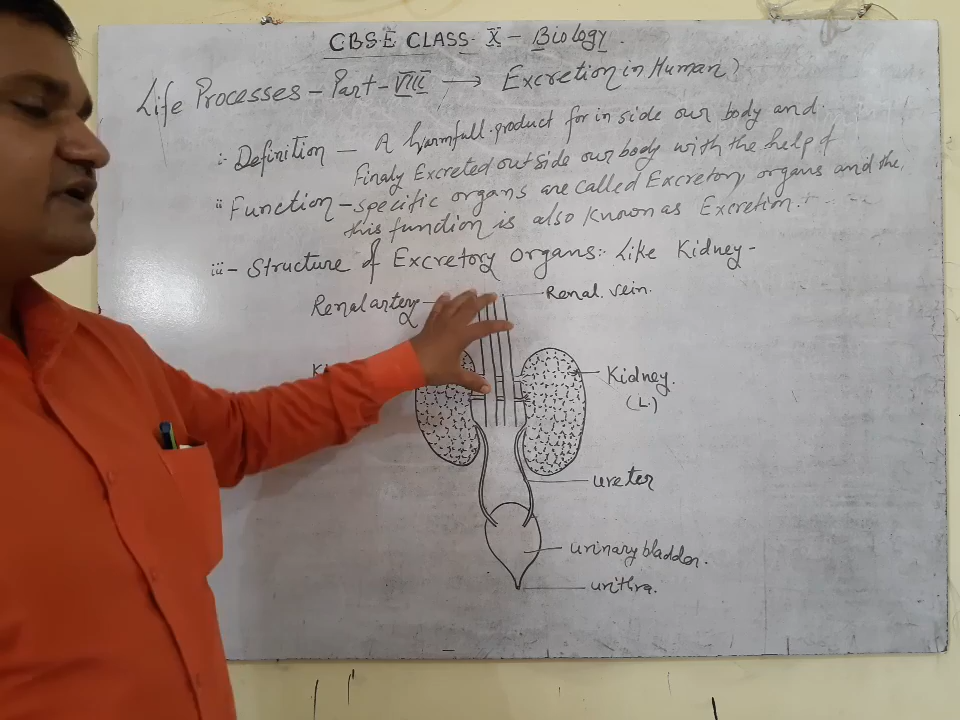 CBSE CLASS X - Biology.
Life Processes - Part - VIII → Excretion in Human?
i- Definition - A harmfull product for in side our body and
Finaly Excreted outside our body with the help of
ii Function - specific organs are called Excretory organs and the,
this function is also known as Excretion.
iii- Structure of Excretory organs:- Like Kidney -
Renal artery
Renal. vein.
Kidney.
(L.)
ureter
urinary bladder.
urithra.